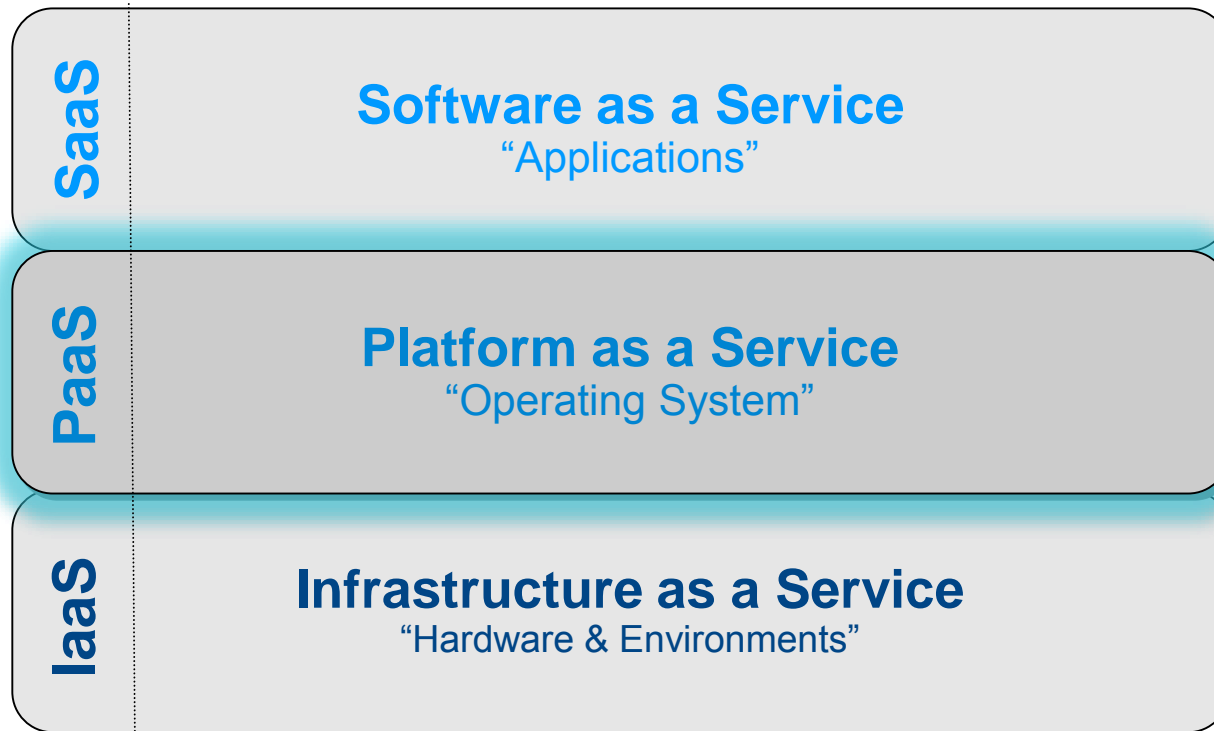 SaaS
Software as a Service
“Applications”
PaaS
Platform as a Service
“Operating System”
IaaS
Infrastructure as a Service
“Hardware & Environments”